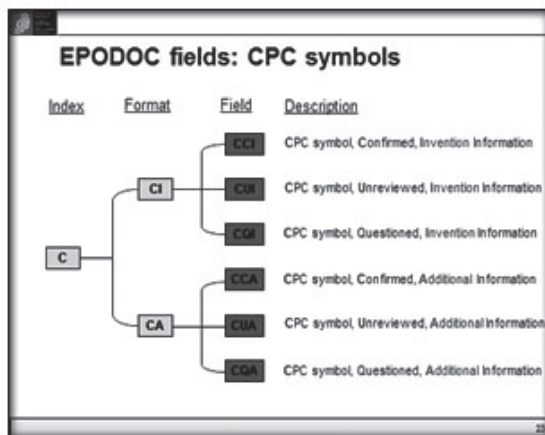 EPODOC fields: CPC symbols
Index Format Field Description
CCI CPC symbol, Confirmed, Invention Information
CI CUI CPC symbol, Unreviewed, Invention Information
CQI CPC symbol, Questioned, Invention Information
C
CCA CPC symbol, Confirmed, Additional Information
CA CUA CPC symbol, Unreviewed, Additional Information
CQA CPC symbol, Questioned, Additional Information